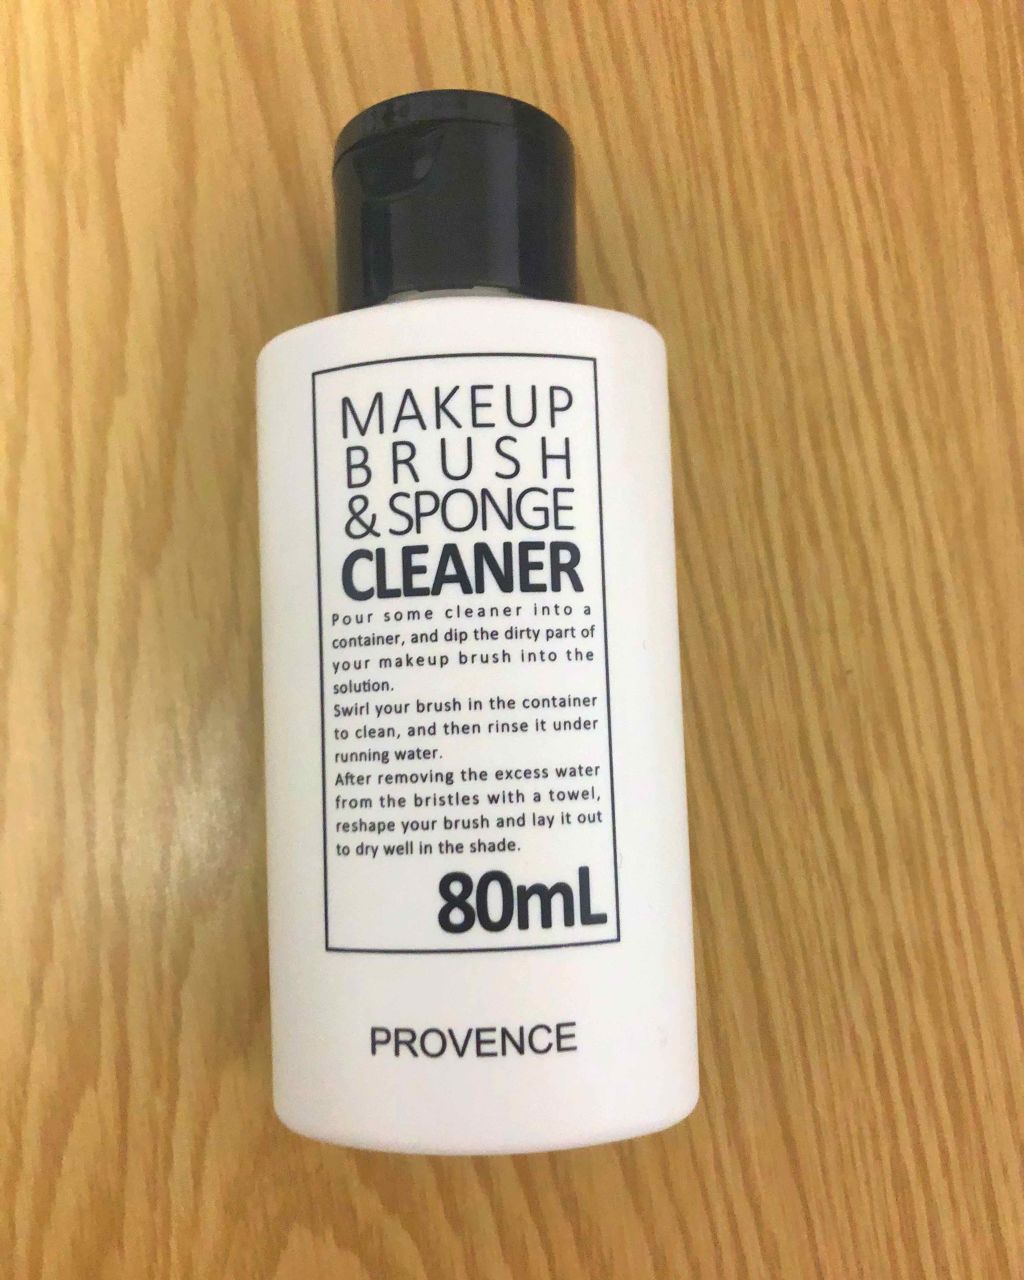 MAKEUP
BRUSH
& SPONGE
CLEANER
Pour some cleaner into a
container, and dip the dirty part of
your makeup brush into the
solution.
Swirl your brush in the container
to clean, and then rinse it under
running water.
After removing the excess water
from the bristles with a towel,
reshape your brush and lay it out
to dry well in the shade.
80mL
PROVENCE